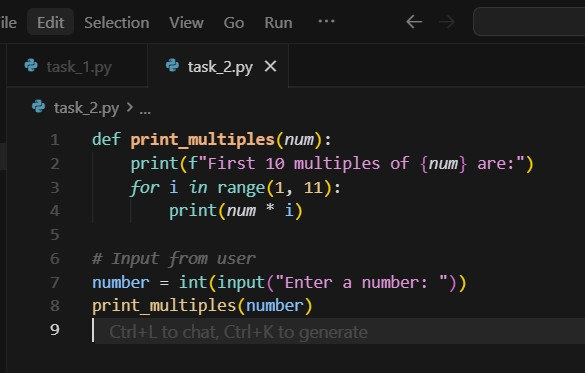 ile Edit Selection View Go Run ...
task_1.py task_2.py
task_2.py > ...
1 def print_multiples(num):
2     print(f"First 10 multiples of {num} are:")
3     for i in range(1, 11):
4         print(num * i)
5
6 # Input from user
7 number = int(input("Enter a number: "))
8 print_multiples(number)
9 Ctrl+L to chat, Ctrl+K to generate